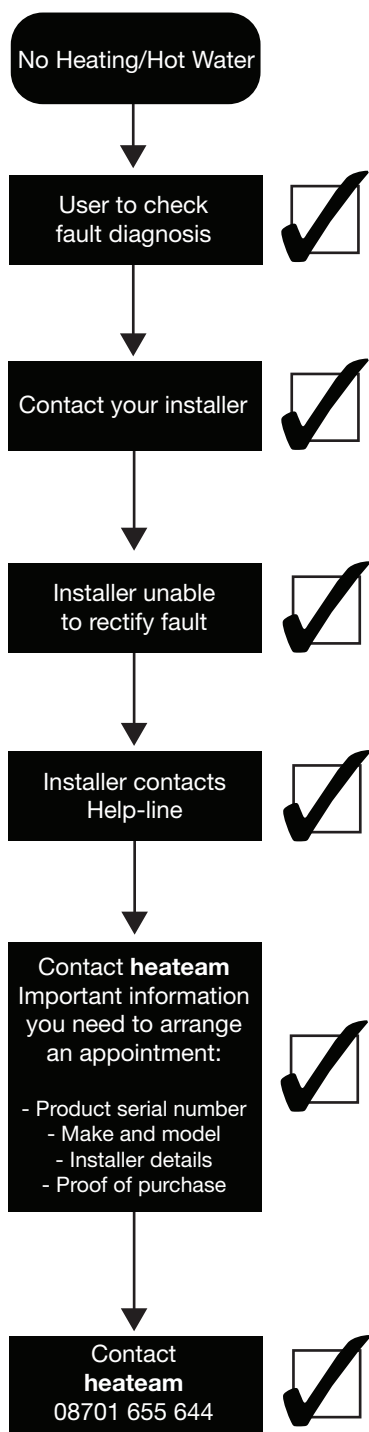 No Heating/Hot Water
User to check
fault diagnosis
Contact your installer
Installer unable
to rectify fault
Installer contacts
Help-line
Contact heateam
Important information
you need to arrange
an appointment:
- Product serial number
- Make and model
- Installer details
- Proof of purchase
Contact
heateam
08701 655 644